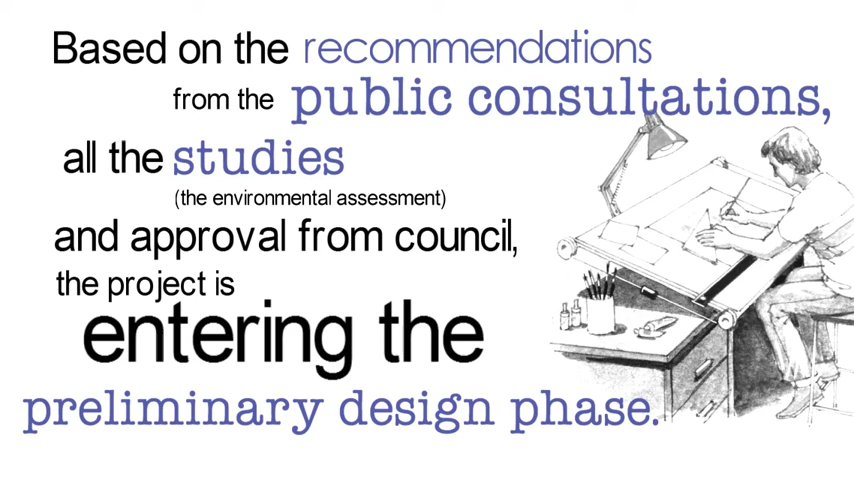 Based on the recommendations
from the public consultations,
all the studies
(the environmental assessment)
and approval from council,
the project is
entering the
preliminary design phase.